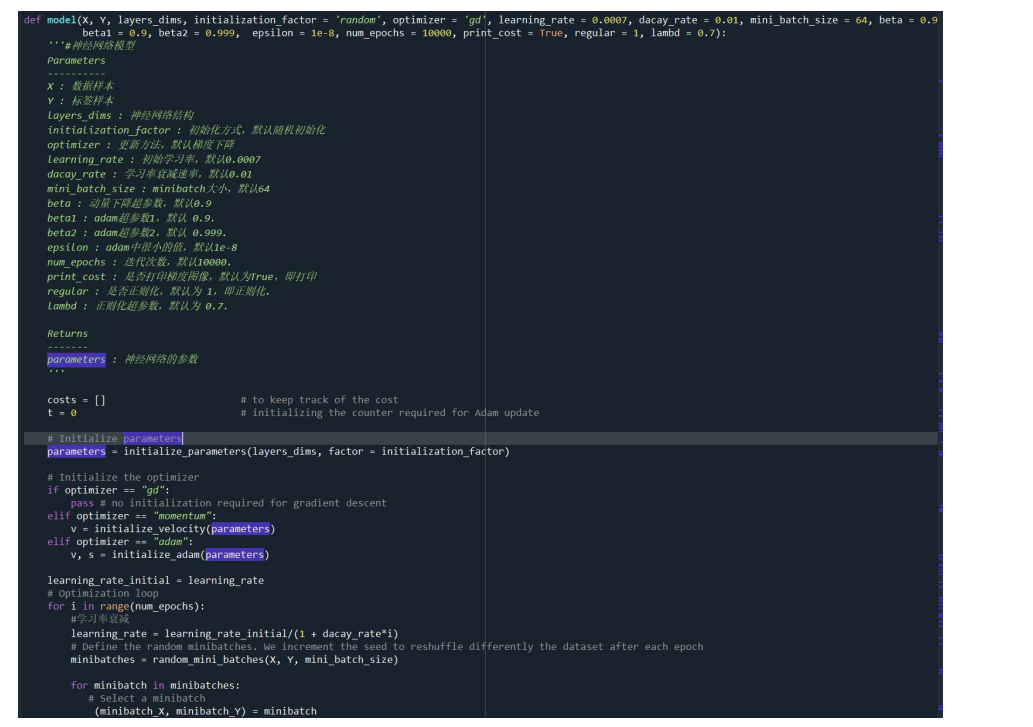 def model(X, Y, layers_dims, initialization_factor = 'random', optimizer = 'gd', learning_rate = 0.0007, dacay_rate = 0.01, mini_batch_size = 64, beta = 0.9
beta1 = 0.9, beta2 = 0.999,  epsilon = 1e-8, num_epochs = 10000, print_cost = True, regular = 1, lambd = 0.7):
'''#神经网络模型
Parameters
----------
X : 数据样本
Y : 标签样本
layers_dims : 神经网络结构
initialization_factor : 初始化方式，默认随机初始化
optimizer : 更新方法，默认梯度下降
learning_rate : 初始学习率，默认0.0007
dacay_rate : 学习率衰减速率，默认0.01
mini_batch_size : minibatch大小，默认64
beta : 动量下降超参数，默认0.9
beta1 : adam超参数1，默认 0.9.
beta2 : adam超参数2，默认 0.999.
epsilon : adam中很小的值，默认1e-8
num_epochs : 迭代次数，默认10000.
print_cost : 是否打印梯度图像，默认为True，即打印
regular : 是否正则化，默认为 1，即正则化.
lambd : 正则化超参数，默认为 0.7.
Returns
-------
parameters : 神经网络的参数
'''
costs = [] # to keep track of the cost
t = 0 # initializing the counter required for Adam update
# Initialize parameters
parameters = initialize_parameters(layers_dims, factor = initialization_factor)
# Initialize the optimizer
if optimizer == "gd":
pass # no initialization required for gradient descent
elif optimizer == "momentum":
v = initialize_velocity(parameters)
elif optimizer == "adam":
v, s = initialize_adam(parameters)
learning_rate_initial = learning_rate
# Optimization loop
for i in range(num_epochs):
#学习率衰减
learning_rate = learning_rate_initial/(1 + dacay_rate*i)
# Define the random minibatches. We increment the seed to reshuffle differently the dataset after each epoch
minibatches = random_mini_batches(X, Y, mini_batch_size)
for minibatch in minibatches:
# Select a minibatch
(minibatch_X, minibatch_Y) = minibatch